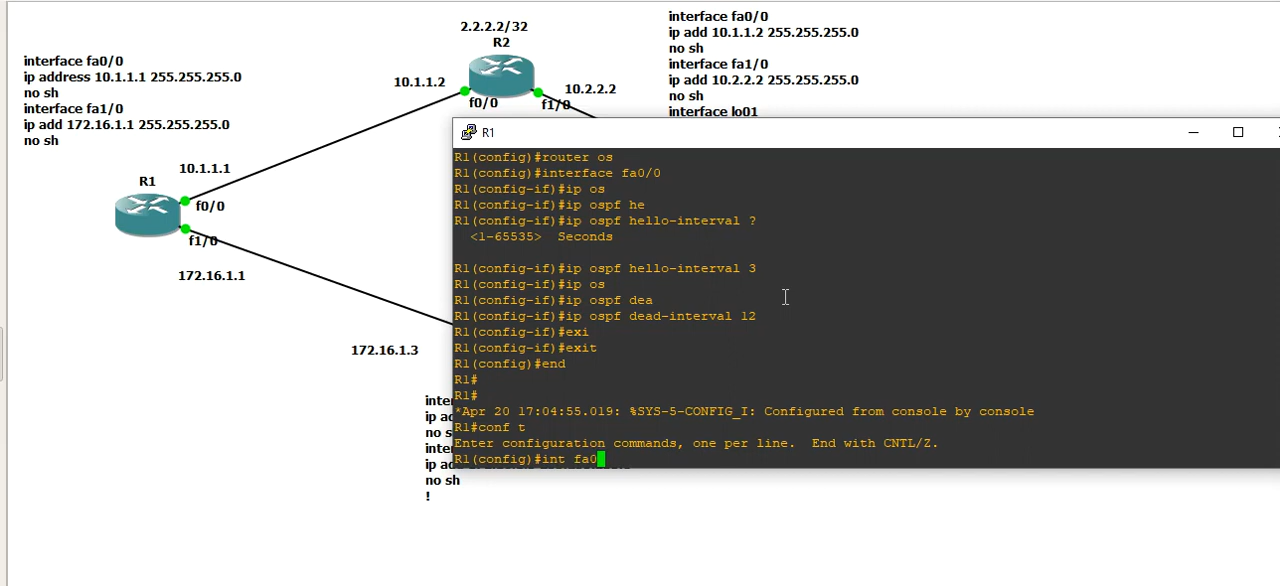 interface fa0/0
ip address 10.1.1.1 255.255.255.0
no sh
interface fa1/0
ip add 172.16.1.1 255.255.255.0
no sh
2.2.2.2/32
R2
10.1.1.2
10.2.2.2
f0/0
f1/0
interface fa0/0
ip add 10.1.1.2 255.255.255.0
no sh
interface fa1/0
ip add 10.2.2.2 255.255.255.0
no sh
interface lo01
10.1.1.1
R1
f0/0
f1/0
172.16.1.1
172.16.1.3
R1
R1(config)#router os
R1(config)#interface fa0/0
R1(config-if)#ip os
R1(config-if)#ip ospf he
R1(config-if)#ip ospf hello-interval ?
<1-65535> Seconds
R1(config-if)#ip ospf hello-interval 3
R1(config-if)#ip os
R1(config-if)#ip ospf dea
R1(config-if)#ip ospf dead-interval 12
R1(config-if)#exi
R1(config-if)#exit
R1(config)#end
R1#
R1#
*Apr 20 17:04:55.019: %SYS-5-CONFIG_I: Configured from console by console
R1#conf t
Enter configuration commands, one per line. End with CNTL/Z.
R1(config)#int fa0
inte
ip ad
no s
inte
ip ad
no sh
!